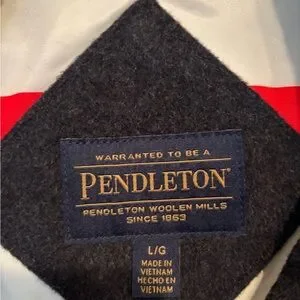 WARRANTED TO BE A
PENDLETON®
PENDLETON WOOLEN MILLS
SINCE 1863
L/G
MADE IN
VIETNAM
HECHO EN
VIETNAM